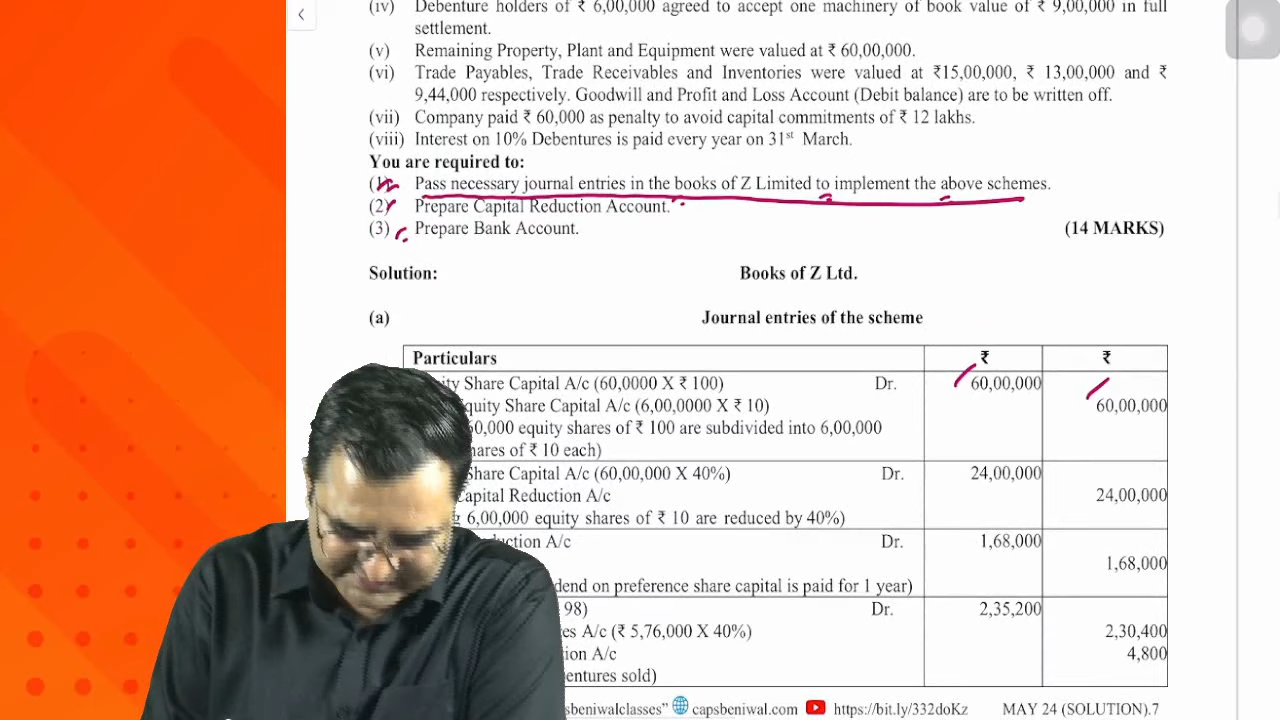 (iv) Debenture holders of ₹ 6,00,000 agreed to accept one machinery of book value of ₹ 9,00,000 in full
settlement.
(v) Remaining Property, Plant and Equipment were valued at ₹ 60,00,000.
(vi) Trade Payables, Trade Receivables and Inventories were valued at ₹15,00,000, ₹ 13,00,000 and ₹
9,44,000 respectively. Goodwill and Profit and Loss Account (Debit balance) are to be written off.
(vii) Company paid ₹ 60,000 as penalty to avoid capital commitments of ₹ 12 lakhs.
(viii) Interest on 10% Debentures is paid every year on 31st March.
You are required to:
(1) Pass necessary journal entries in the books of Z Limited to implement the above schemes.
(2) Prepare Capital Reduction Account.
(3) Prepare Bank Account. (14 MARKS)
Solution: Books of Z Ltd.
(a) Journal entries of the scheme
Particulars ₹ ₹
Share Capital A/c (60,0000 X ₹ 100) Dr. 60,00,000
quity Share Capital A/c (6,00,0000 X ₹ 10) 60,00,000
0,000 equity shares of ₹ 100 are subdivided into 6,00,000
ares of ₹ 10 each)
Share Capital A/c (60,00,000 X 40%) Dr. 24,00,000
apital Reduction A/c 24,00,000
6,00,000 equity shares of ₹ 10 are reduced by 40%)
uction A/c Dr. 1,68,000
1,68,000
dend on preference share capital is paid for 1 year)
98) Dr. 2,35,200
es A/c (₹ 5,76,000 X 40%) 2,30,400
ion A/c 4,800
entures sold)
sbeniwalclasses” capsbeniwal.com https://bit.ly/332doKz MAY 24 (SOLUTION).7